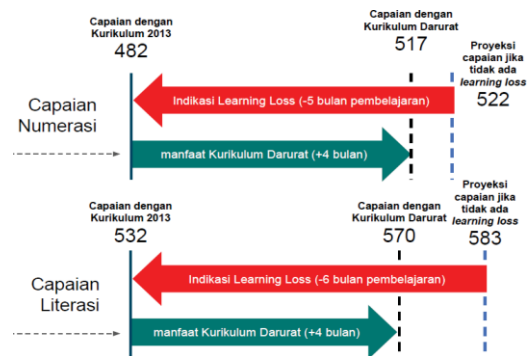 Capaian dengan
Kurikulum 2013
482
Capaian dengan
Kurikulum Darurat
517
Proyeksi
capaian jika
tidak ada
learning loss
522
Capaian
Numerasi
Indikasi Learning Loss (-5 bulan pembelajaran)
manfaat Kurikulum Darurat (+4 bulan)
Capaian dengan
Kurikulum 2013
532
Capaian dengan
Kurikulum Darurat
570
Proyeksi
capaian jika
tidak ada
learning loss
583
Capaian
Literasi
Indikasi Learning Loss (-6 bulan pembelajaran)
manfaat Kurikulum Darurat (+4 bulan)